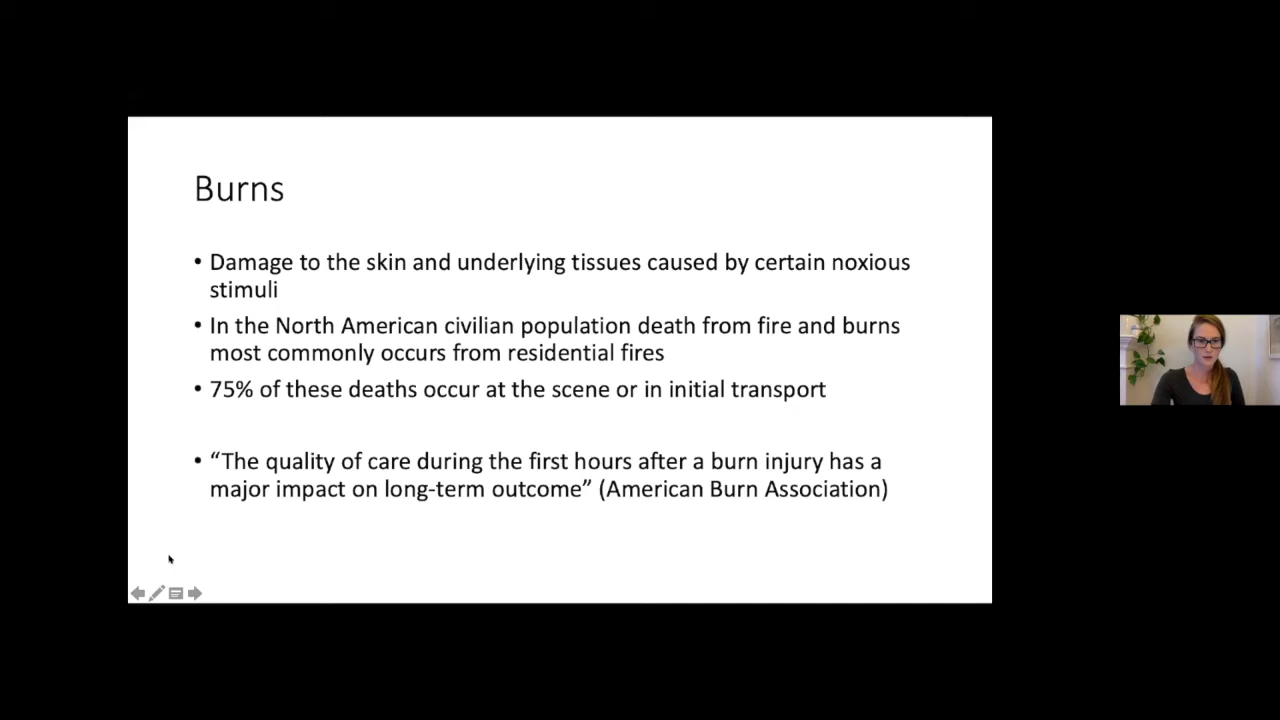 Burns
• Damage to the skin and underlying tissues caused by certain noxious
stimuli
• In the North American civilian population death from fire and burns
most commonly occurs from residential fires
• 75% of these deaths occur at the scene or in initial transport
• “The quality of care during the first hours after a burn injury has a
major impact on long-term outcome” (American Burn Association)